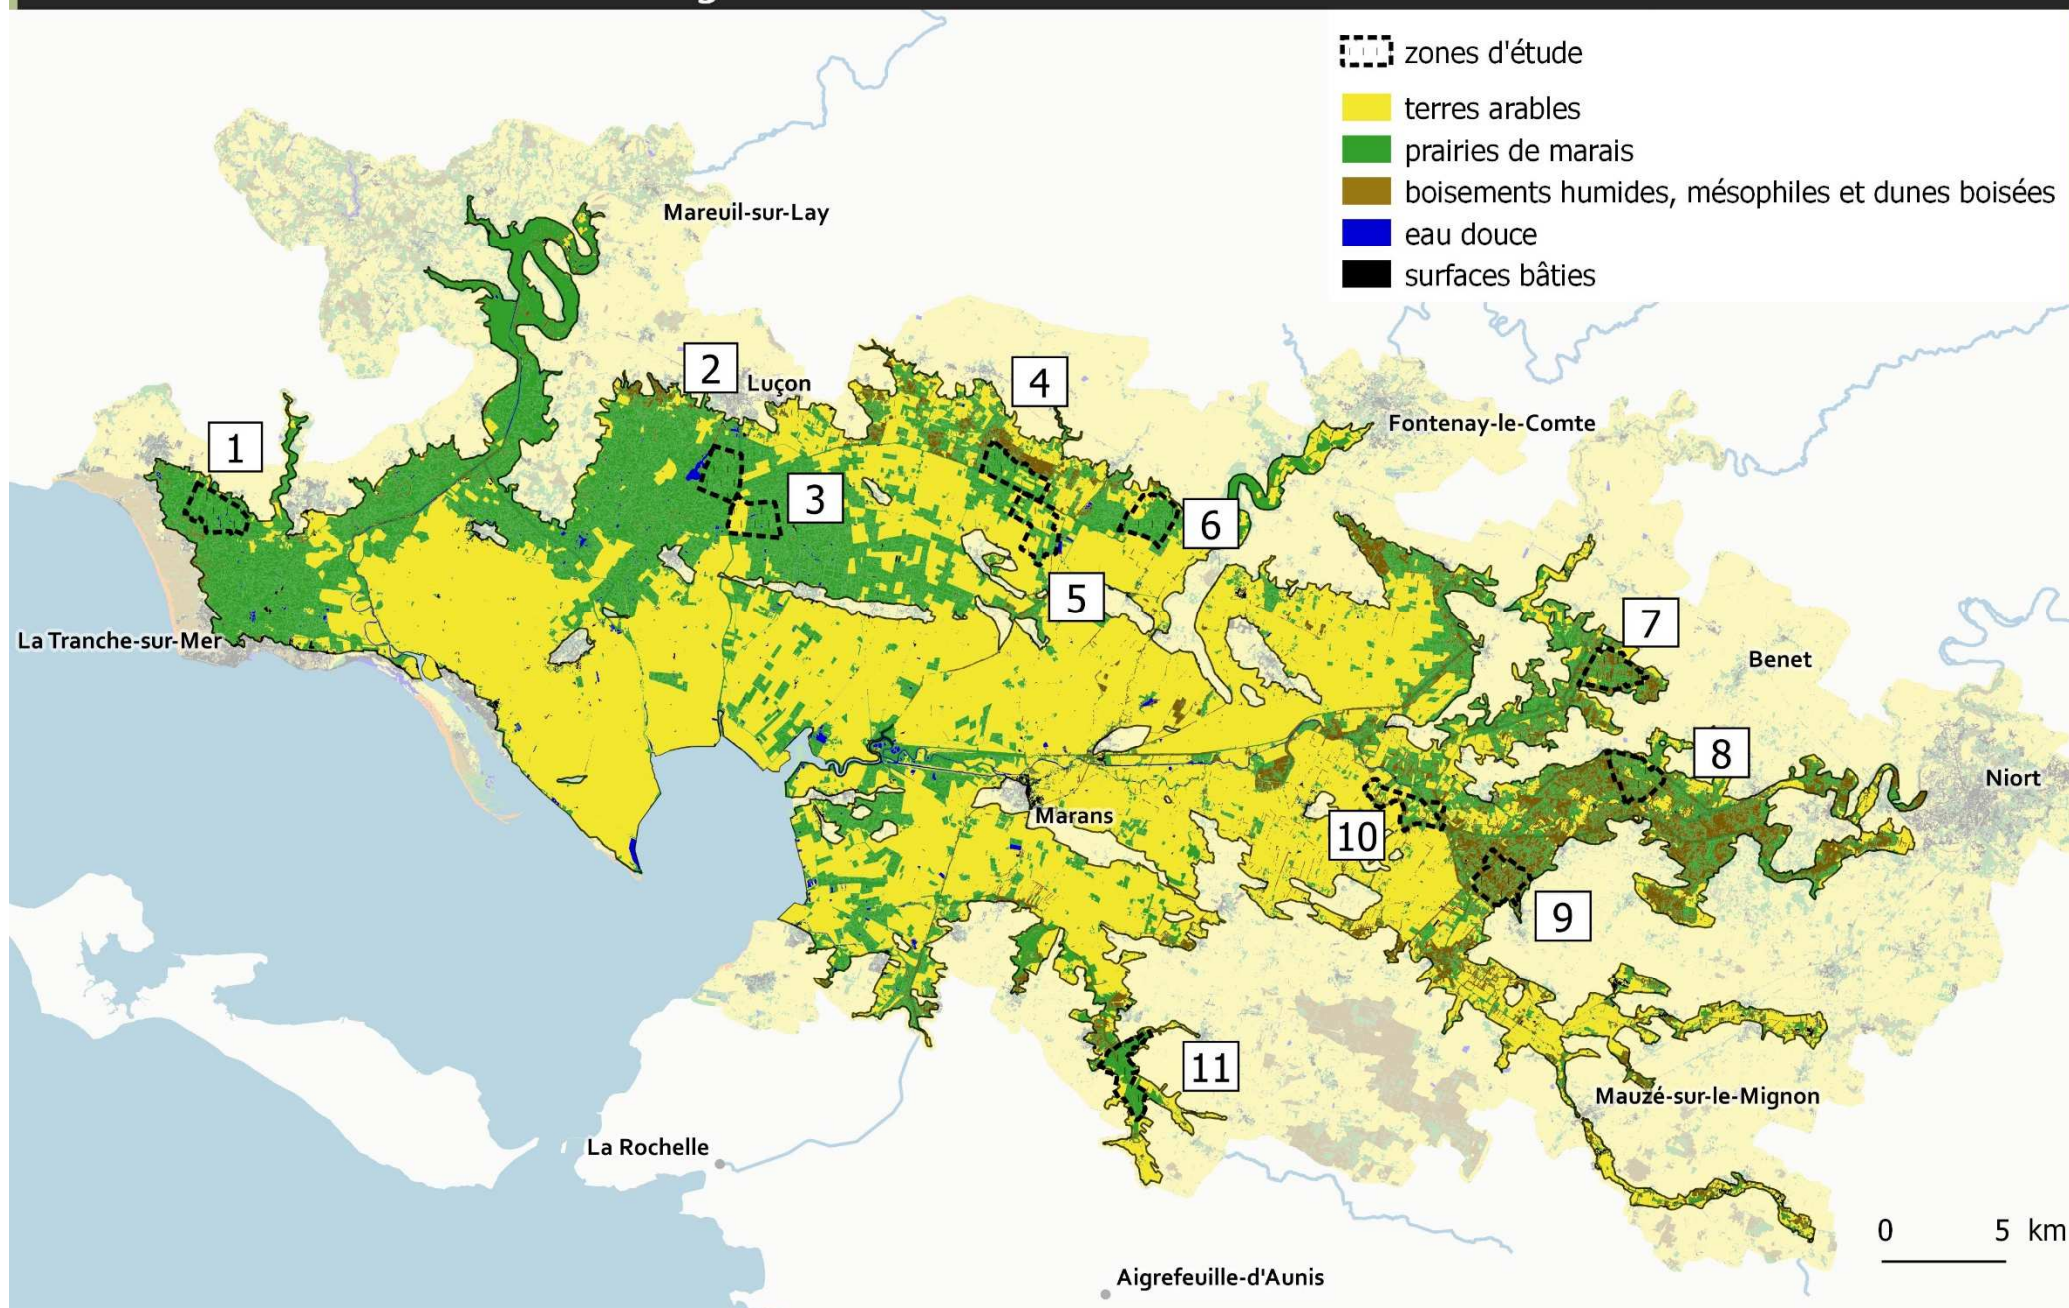 zones d'étude
terres arables
prairies de marais
boisements humides, mésophiles et dunes boisées
eau douce
surfaces bâties
Mareuil-sur-Lay
2
Luçon
4
Fontenay-le-Comte
1
3
6
5
La Tranche-sur-Mer
7
Benet
8
Niort
Marans
10
9
11
Mauzé-sur-le-Mignon
La Rochelle
0 5 km
Aigrefeuille-d'Aunis